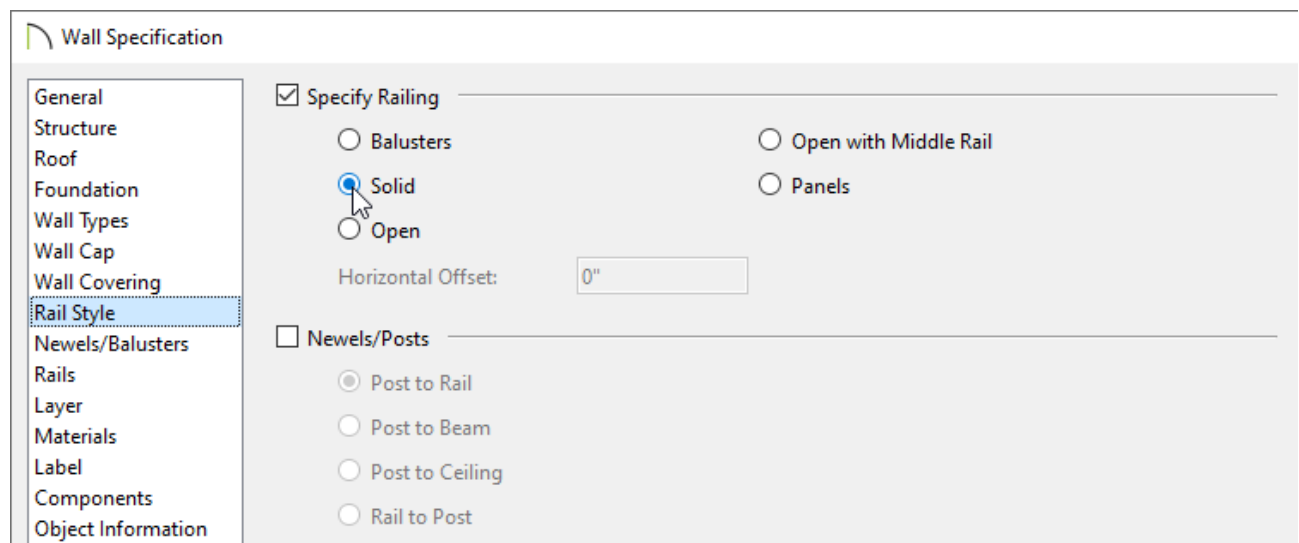 Wall Specification
General
Structure
Roof
Foundation
Wall Types
Wall Cap
Wall Covering
Rail Style
Newels/Balusters
Rails
Layer
Materials
Label
Components
Object Information
Specify Railing
Balusters
Open with Middle Rail
Solid
Panels
Open
Horizontal Offset:
0"
Newels/Posts
Post to Rail
Post to Beam
Post to Ceiling
Rail to Post